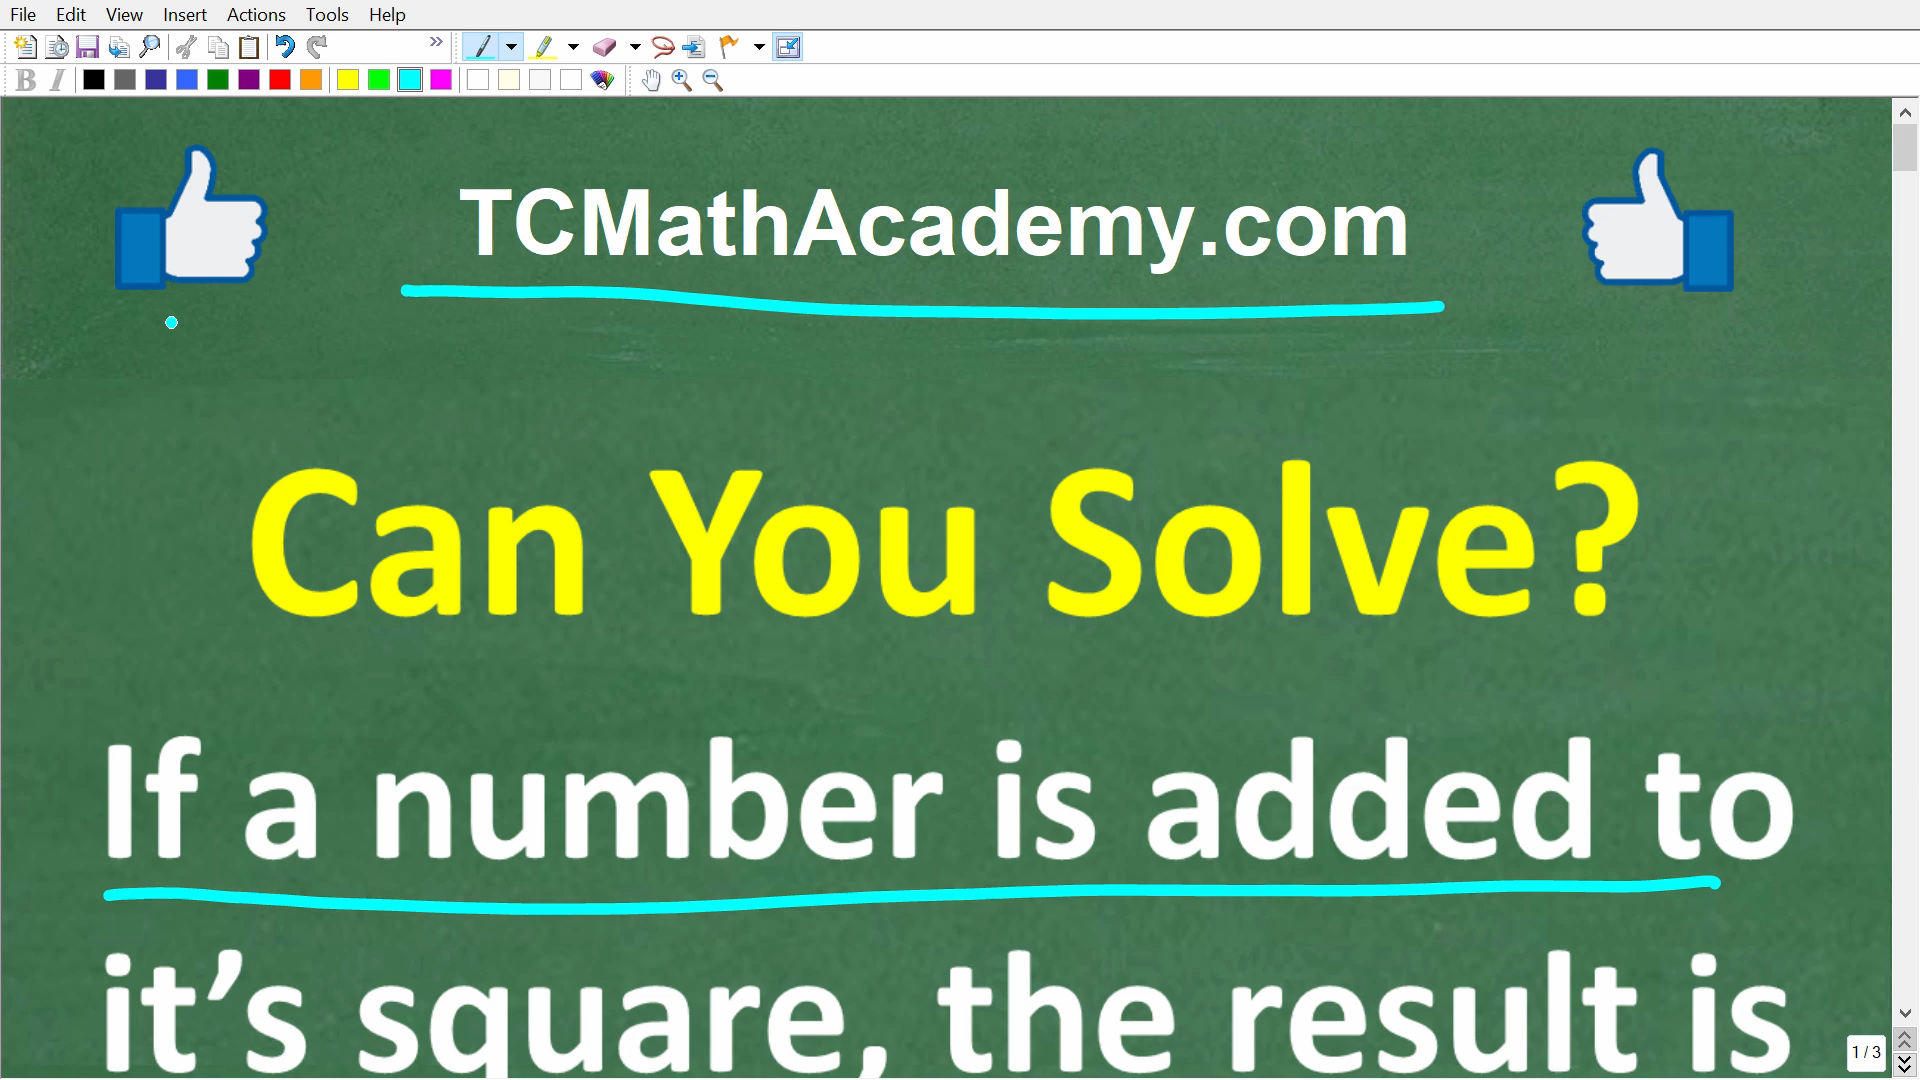 File Edit View Insert Actions Tools Help
B I
TCMathAcademy.com
Can You Solve?
If a number is added to
it’s square, the result is
1 / 3